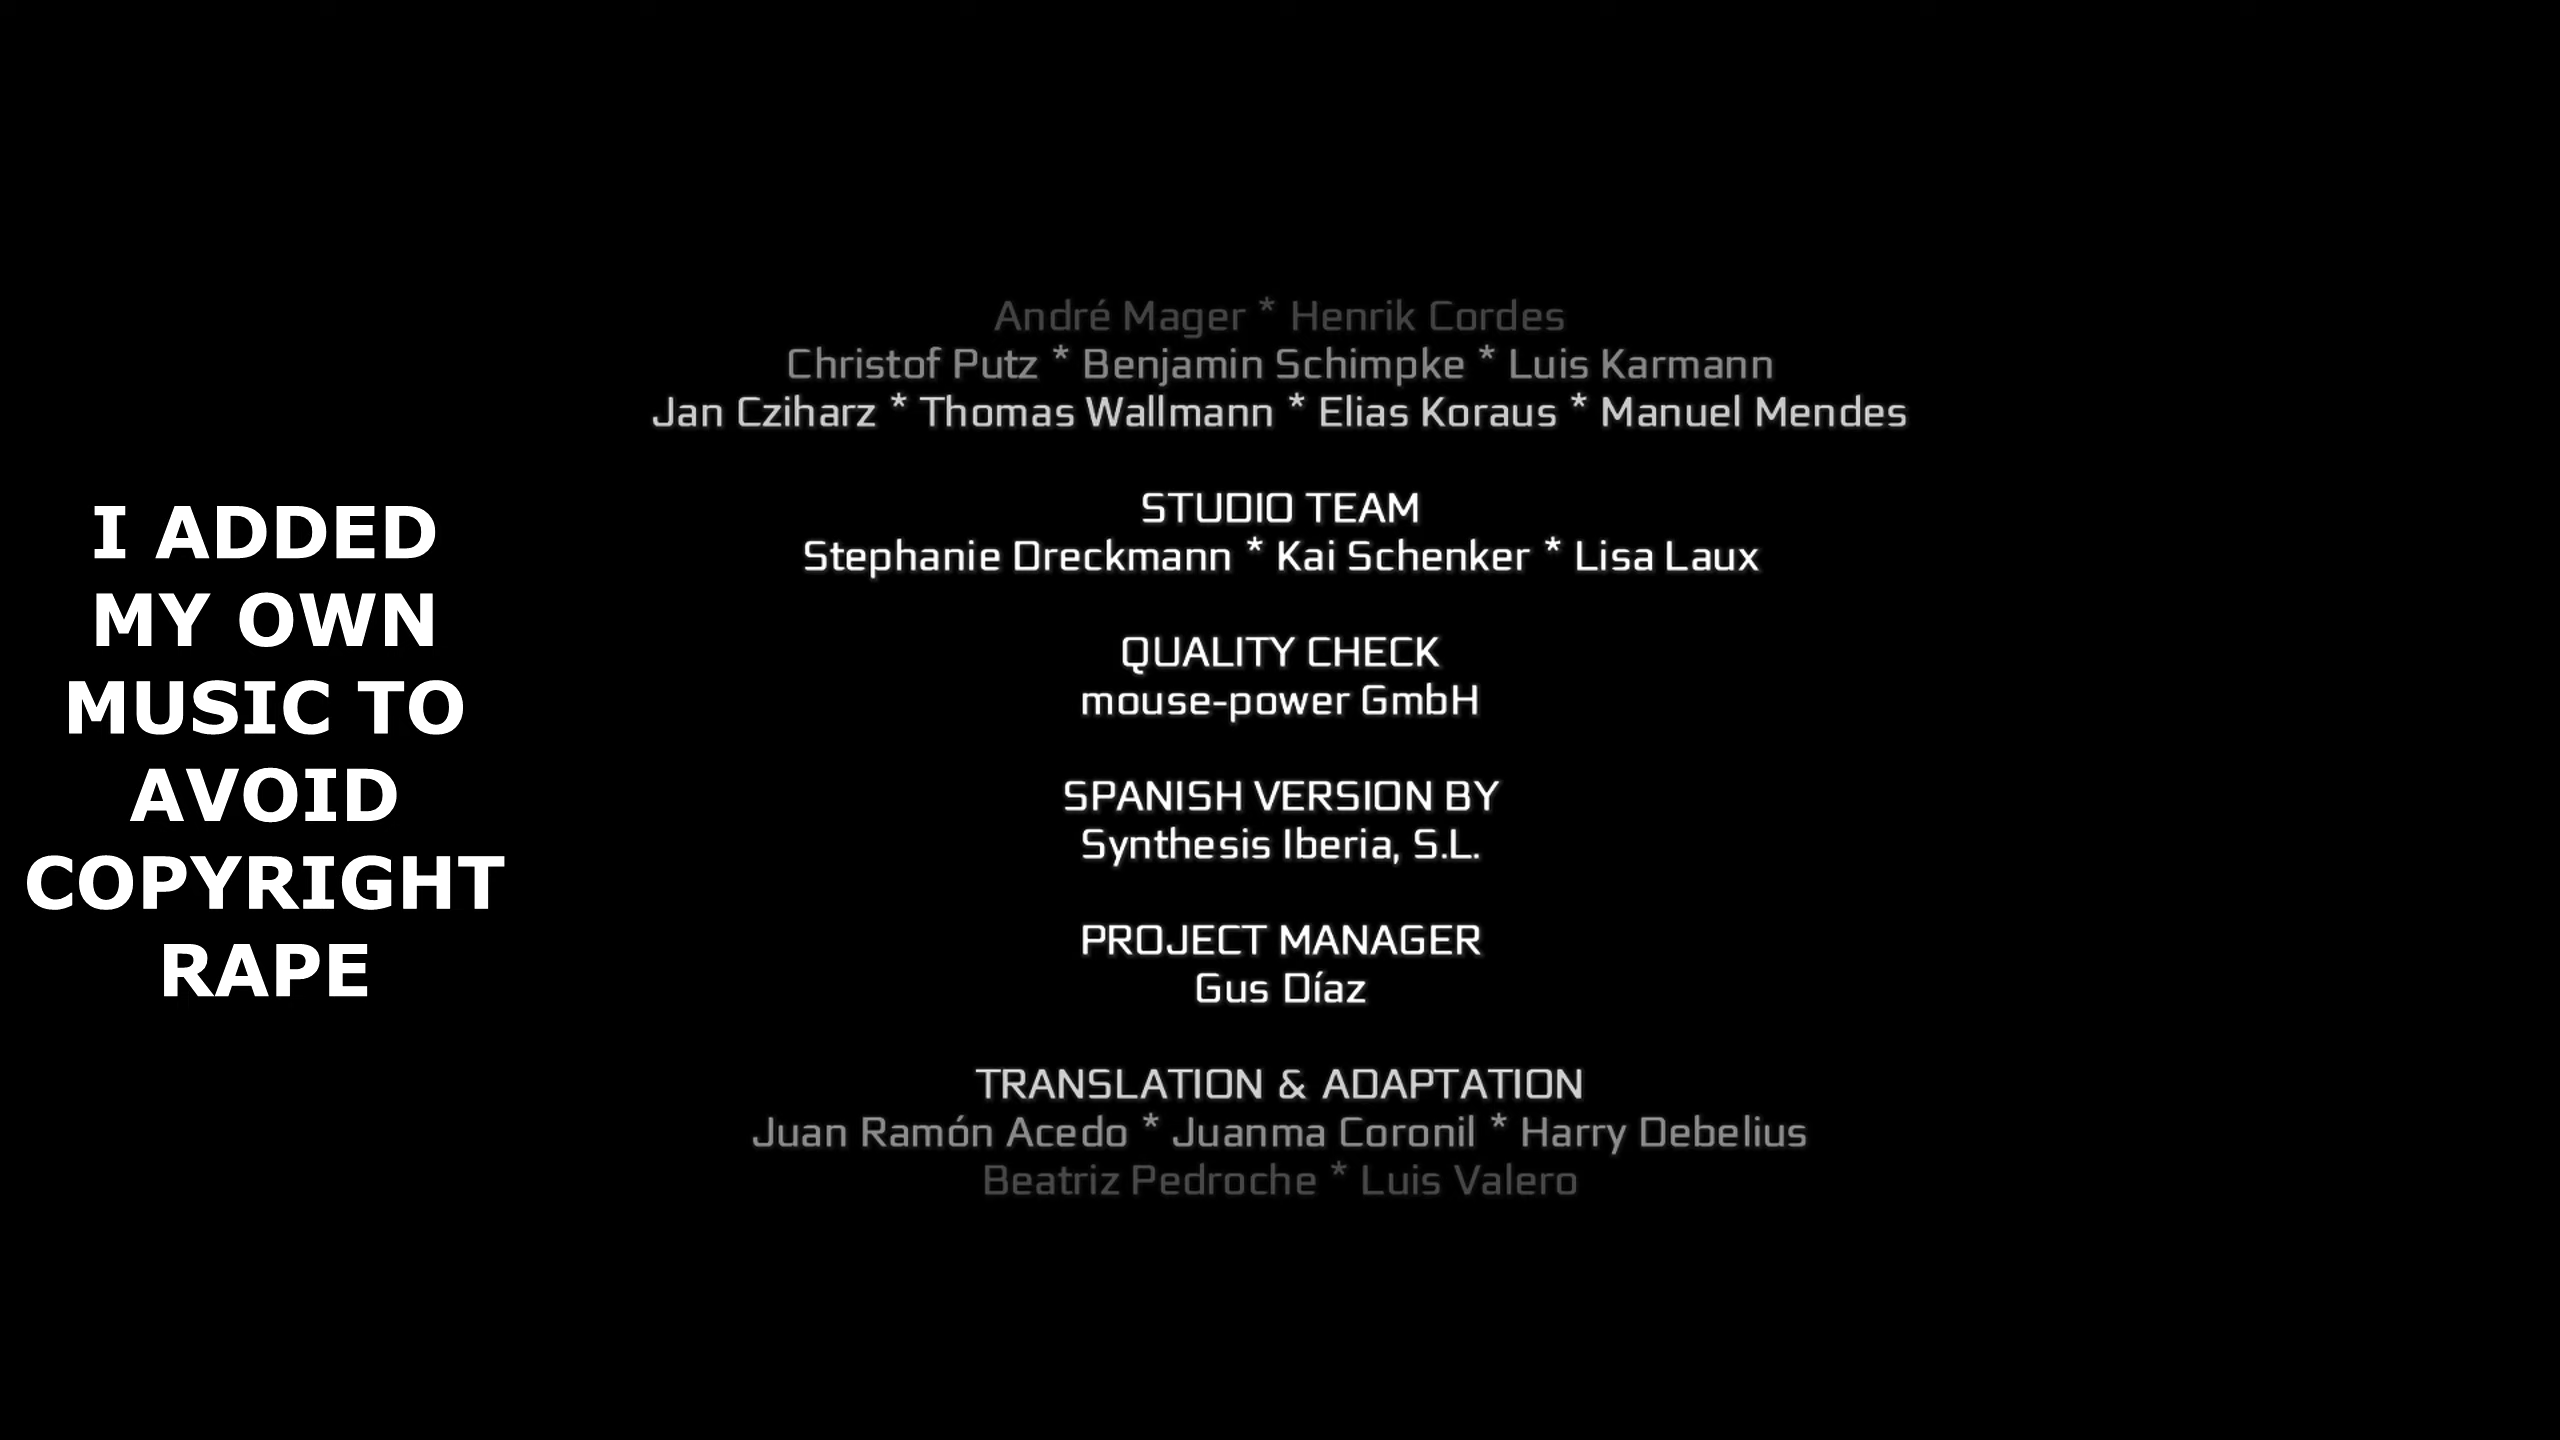 André Mager * Henrik Cordes
Christof Putz * Benjamin Schimpke * Luis Karmann
Jan Cziharz * Thomas Wallmann * Elias Koraus * Manuel Mendes
STUDIO TEAM
Stephanie Dreckmann * Kai Schenker * Lisa Laux
QUALITY CHECK
mouse-power GmbH
SPANISH VERSION BY
Synthesis Iberia, S.L.
PROJECT MANAGER
Gus Díaz
TRANSLATION & ADAPTATION
Juan Ramón Acedo * Juanma Coronil * Harry Debelius
Beatriz Pedroche * Luis Valero
I ADDED
MY OWN
MUSIC TO
AVOID
COPYRIGHT
RAPE